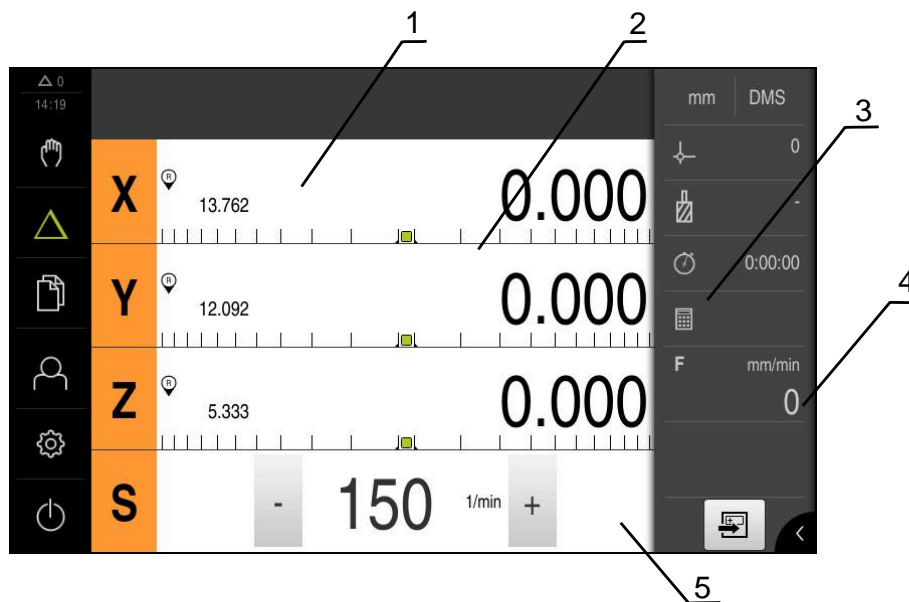 1 2
△ 0
14:19
mm DMS
3
0
X R 13.762 0.000
-
0:00:00
4
Y R 12.092 0.000
F mm/min
0
Z R 5.333 0.000
S - 150 1/min +
<
5